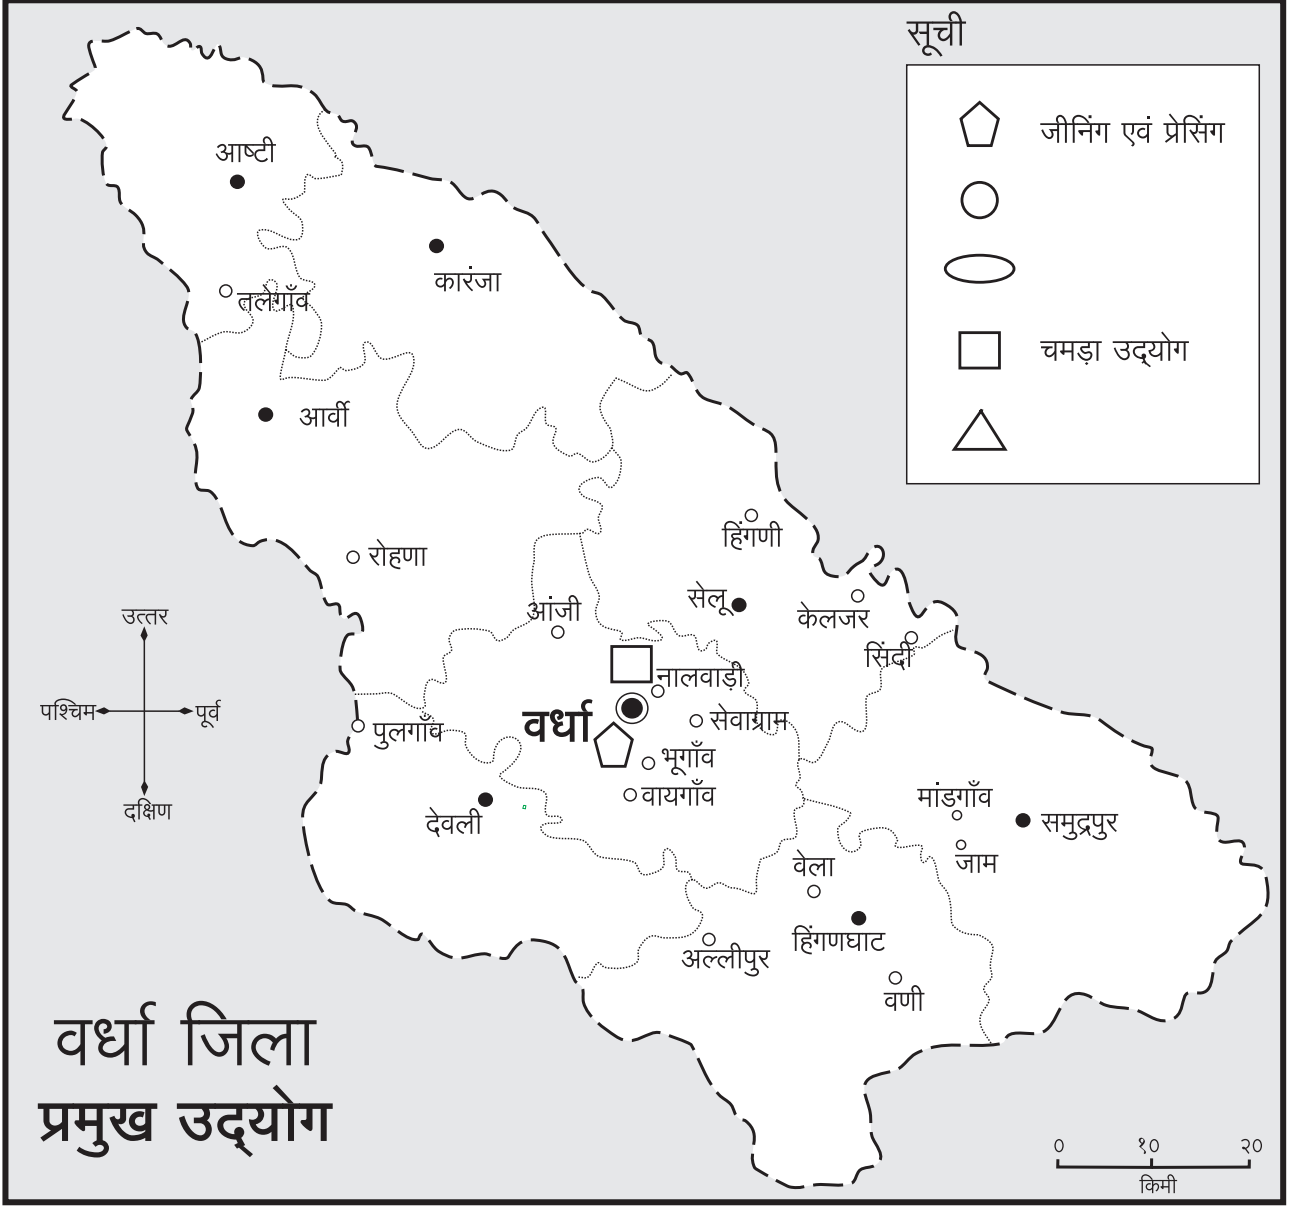 सूची
जीनिंग एवं प्रेसिंग
चमड़ा उद्‌योग
आष्टी
कारंजा
तलेगाँव
आर्वी
हिंगणी
रोहणा
सेलू
केलजर
आंजी
सिंदी
उत्तर
पश्चिम
पूर्व
दक्षिण
नालवाड़ी
वर्धा
सेवाग्राम
पुलगाँव
भूगाँव
वायगाँव
देवली
मांडगाँव
समुद्रपुर
जाम
वेला
हिंगणघाट
अल्लीपुर
वणी
वर्धा जिला
प्रमुख उद्‌योग
० १० २०
किमी